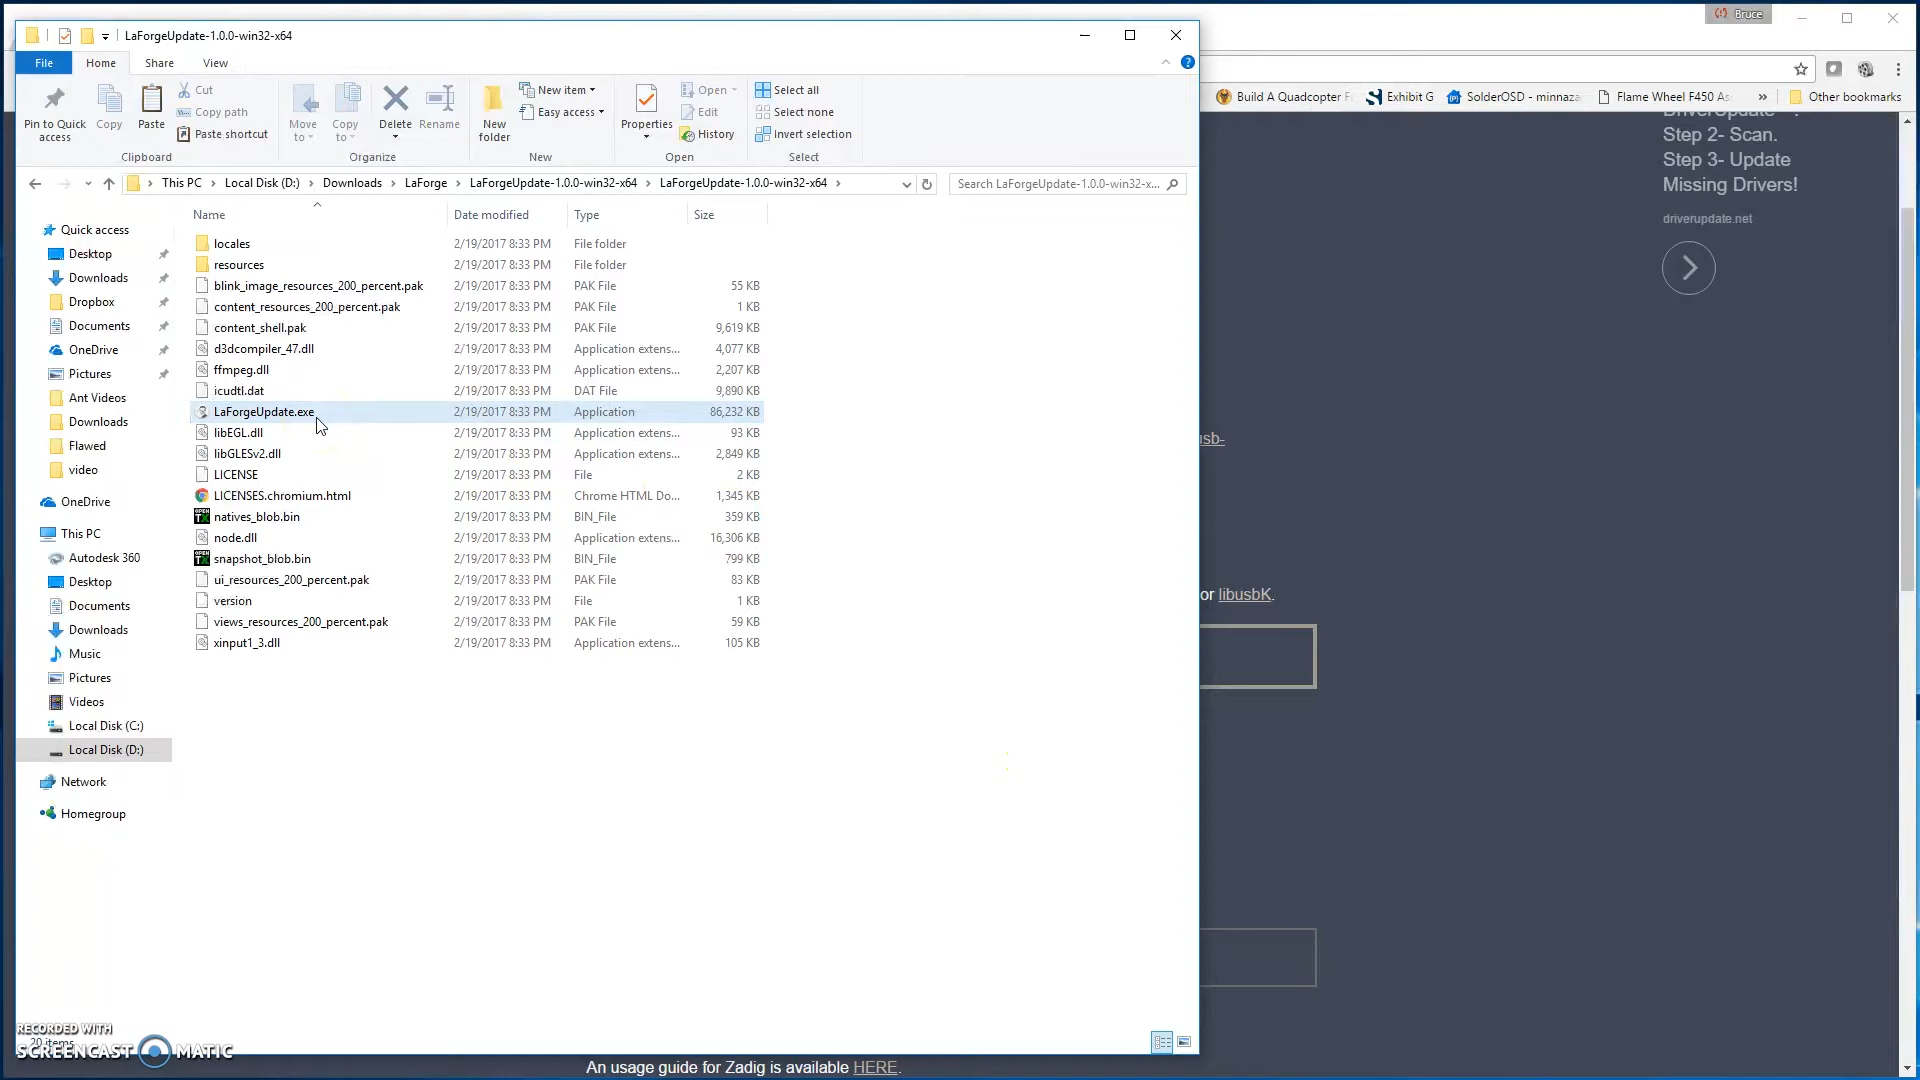 LaForgeUpdate-1.0.0-win32-x64
Bruce
File Home Share View
Pin to Quick access
Copy
Paste
Cut
Copy path
Paste shortcut
Clipboard
Move to
Copy to
Delete
Rename
Organize
New folder
New item
Easy access
New
Properties
Open
Edit
History
Open
Select all
Select none
Invert selection
Select
Build A Quadcopter F
Exhibit G
SolderOSD - minnaza
Flame Wheel F450 As
»
Other bookmarks
This PC > Local Disk (D:) > Downloads > LaForge > LaForgeUpdate-1.0.0-win32-x64 > LaForgeUpdate-1.0.0-win32-x64 >
Search LaForgeUpdate-1.0.0-win32-x...
Name Date modified Type Size
locales 2/19/2017 8:33 PM File folder
resources 2/19/2017 8:33 PM File folder
blink_image_resources_200_percent.pak 2/19/2017 8:33 PM PAK File 55 KB
content_resources_200_percent.pak 2/19/2017 8:33 PM PAK File 1 KB
content_shell.pak 2/19/2017 8:33 PM PAK File 9,619 KB
d3dcompiler_47.dll 2/19/2017 8:33 PM Application extens... 4,077 KB
ffmpeg.dll 2/19/2017 8:33 PM Application extens... 2,207 KB
icudtl.dat 2/19/2017 8:33 PM DAT File 9,890 KB
LaForgeUpdate.exe 2/19/2017 8:33 PM Application 86,232 KB
libEGL.dll 2/19/2017 8:33 PM Application extens... 93 KB
libGLESv2.dll 2/19/2017 8:33 PM Application extens... 2,849 KB
LICENSE 2/19/2017 8:33 PM File 2 KB
LICENSES.chromium.html 2/19/2017 8:33 PM Chrome HTML Do... 1,345 KB
natives_blob.bin 2/19/2017 8:33 PM BIN_File 359 KB
node.dll 2/19/2017 8:33 PM Application extens... 16,306 KB
snapshot_blob.bin 2/19/2017 8:33 PM BIN_File 799 KB
ui_resources_200_percent.pak 2/19/2017 8:33 PM PAK File 83 KB
version 2/19/2017 8:33 PM File 1 KB
views_resources_200_percent.pak 2/19/2017 8:33 PM PAK File 59 KB
xinput1_3.dll 2/19/2017 8:33 PM Application extens... 105 KB
Quick access
Desktop
Downloads
Dropbox
Documents
OneDrive
Pictures
Ant Videos
Downloads
Flawed
video
OneDrive
This PC
Autodesk 360
Desktop
Documents
Downloads
Music
Pictures
Videos
Local Disk (C:)
Local Disk (D:)
Network
Homegroup
20 items
RECORDED WITH
SCREENCAST MATIC
DriverUpdate
Step 2- Scan.
Step 3- Update
Missing Drivers!
driverupdate.net
usb-
or libusbK.
An usage guide for Zadig is available HERE.